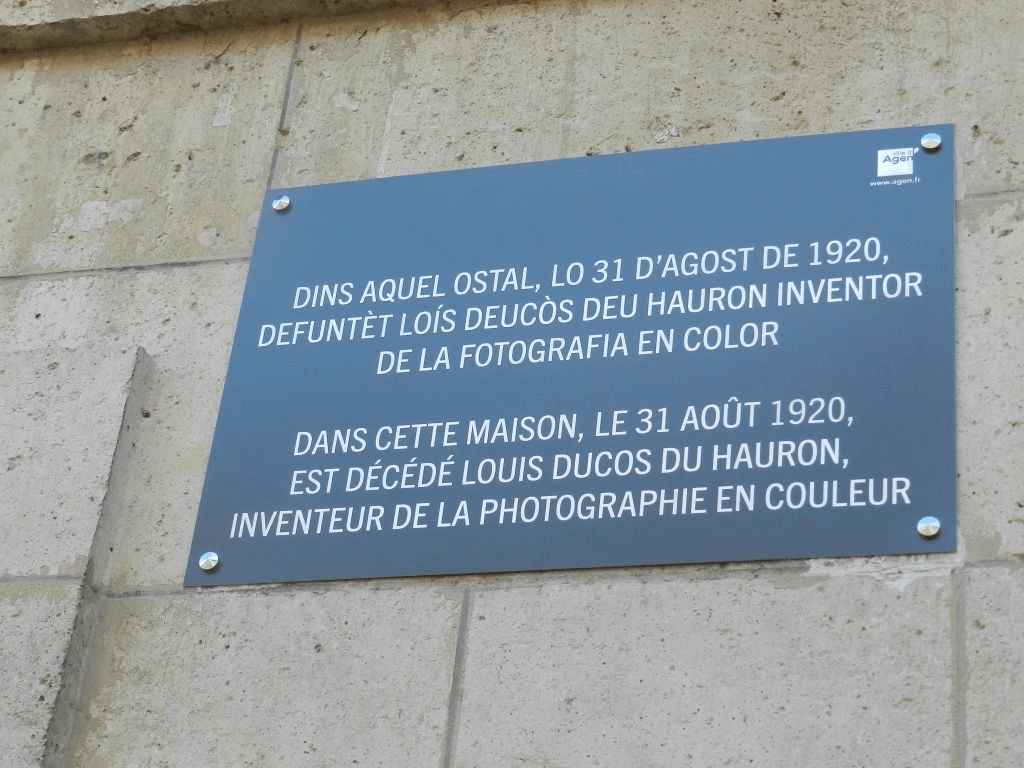 ville d'
Agen
www.agen.fr
DINS AQUEL OSTAL, LO 31 D'AGOST DE 1920,
DEFUNTÈT LOÍS DEUCÒS DEU HAURON INVENTOR
DE LA FOTOGRAFIA EN COLOR
DANS CETTE MAISON, LE 31 AOÛT 1920,
EST DÉCÉDÉ LOUIS DUCOS DU HAURON,
INVENTEUR DE LA PHOTOGRAPHIE EN COULEUR